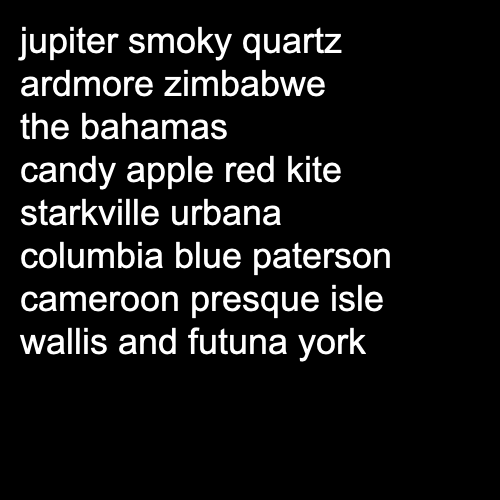 jupiter smoky quartz
ardmore zimbabwe
the bahamas
candy apple red kite
starkville urbana
columbia blue paterson
cameroon presque isle
wallis and futuna york